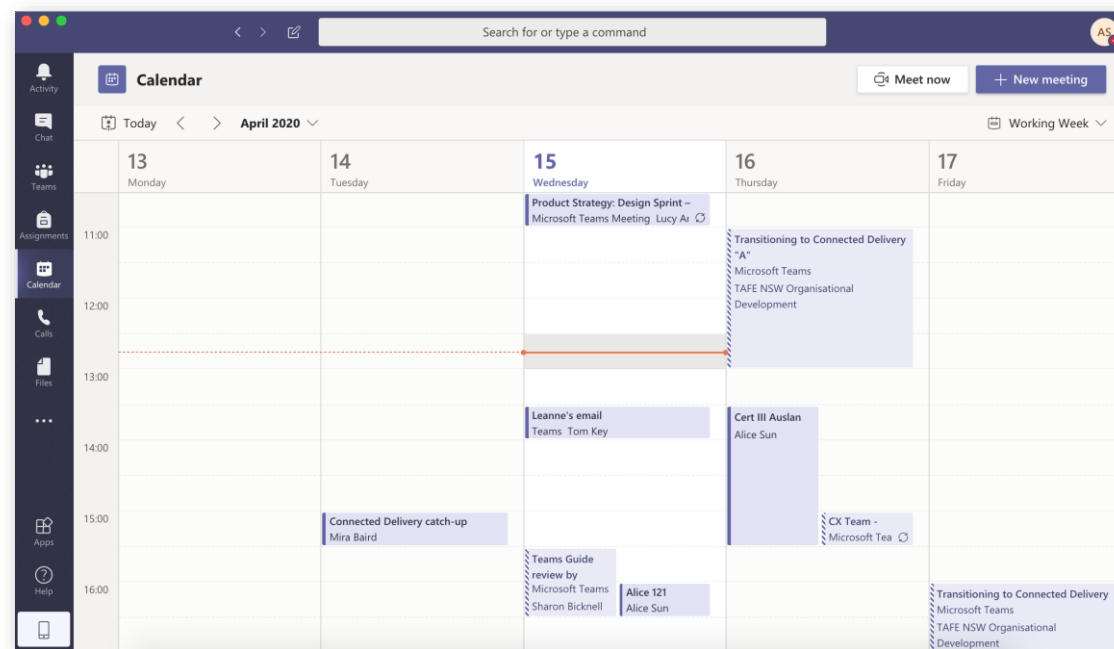 Search for or type a command
AS
Activity
Chat
Teams
Assignments
Calendar
Calls
Files
Apps
Help
Calendar
Meet now
New meeting
Today
April 2020
Working Week
13
Monday
14
Tuesday
15
Wednesday
16
Thursday
17
Friday
11:00
12:00
13:00
14:00
15:00
16:00
Connected Delivery catch-up
Mira Baird
Product Strategy: Design Sprint –
Microsoft Teams Meeting Lucy Ar
Leanne's email
Teams Tom Key
Teams Guide
review by
Microsoft Teams
Sharon Bicknell
Alice 121
Alice Sun
Transitioning to Connected Delivery
"A"
Microsoft Teams
TAFE NSW Organisational
Development
Cert III Auslan
Alice Sun
CX Team -
Microsoft Tea
Transitioning to Connected Delivery
Microsoft Teams
TAFE NSW Organisational
Development